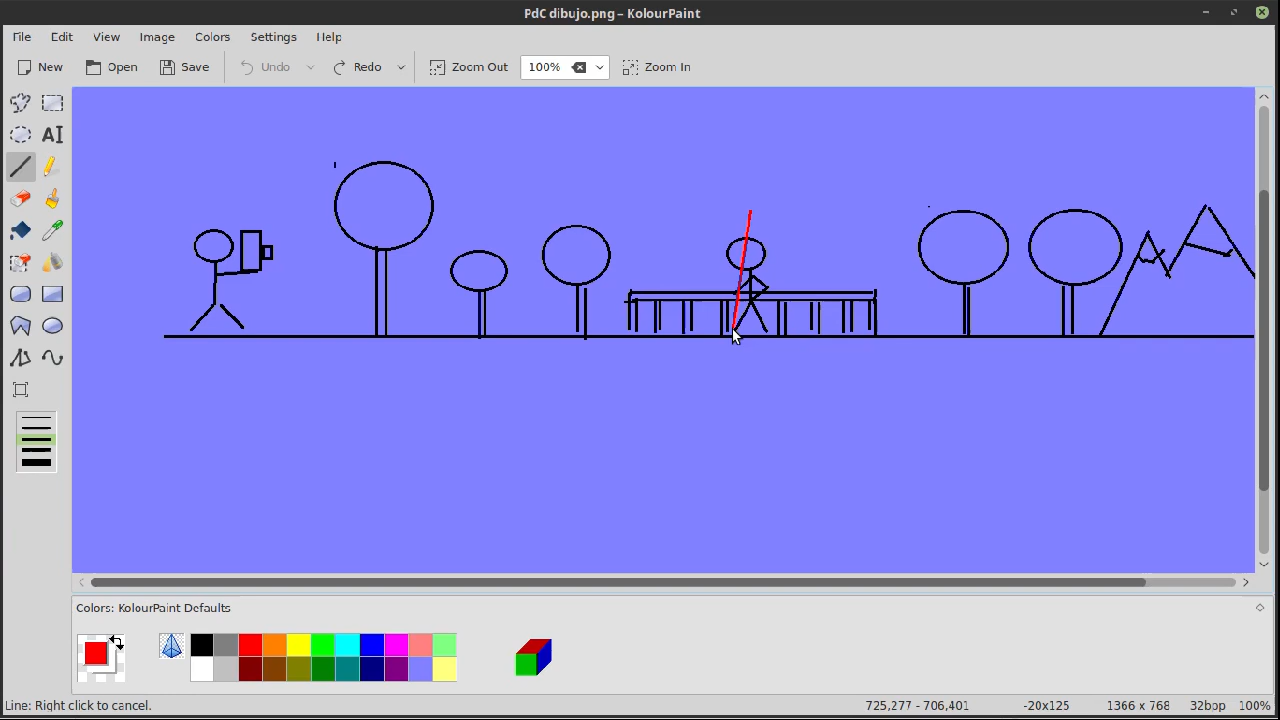 PdC dibujo.png – KolourPaint
File Edit View Image Colors Settings Help
New Open Save Undo Redo Zoom Out 100% Zoom In
AI
Colors: KolourPaint Defaults
Line: Right click to cancel. 725,277 - 706,401 -20x125 1366 x 768 32bpp 100%